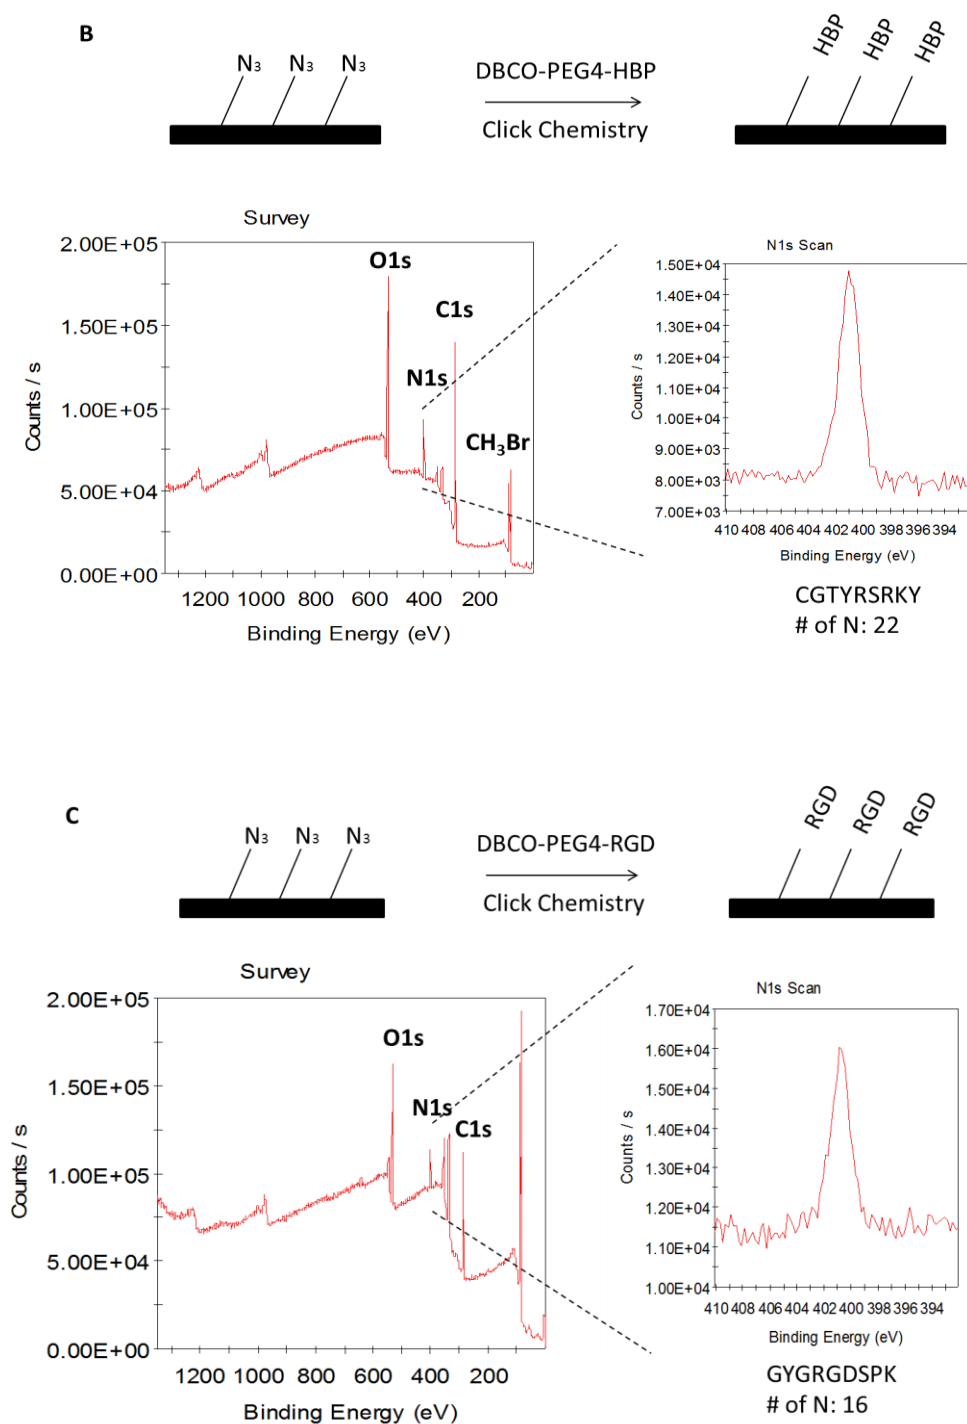 B
N3 N3 N3
DBCO-PEG4-HBP
Click Chemistry
HBP HBP HBP
Survey
2.00E+05
1.50E+05
1.00E+05
5.00E+04
0.00E+00
Counts / s
O1s
C1s
N1s
CH3Br
1200 1000 800 600 400 200
Binding Energy (eV)
N1s Scan
1.50E+04
1.40E+04
1.30E+04
1.20E+04
1.10E+04
1.00E+04
9.00E+03
8.00E+03
7.00E+03
Counts / s
410 408 406 404 402 400 398 396 394
Binding Energy (eV)
CGTYRSRKY
# of N: 22
C
N3 N3 N3
DBCO-PEG4-RGD
Click Chemistry
RGD RGD RGD
Survey
2.00E+05
1.50E+05
1.00E+05
5.00E+04
0.00E+00
Counts / s
O1s
N1s
C1s
1200 1000 800 600 400 200
Binding Energy (eV)
N1s Scan
1.70E+04
1.60E+04
1.50E+04
1.40E+04
1.30E+04
1.20E+04
1.10E+04
1.00E+04
Counts / s
410 408 406 404 402 400 398 396 394
Binding Energy (eV)
GYGRGDSPK
# of N: 16